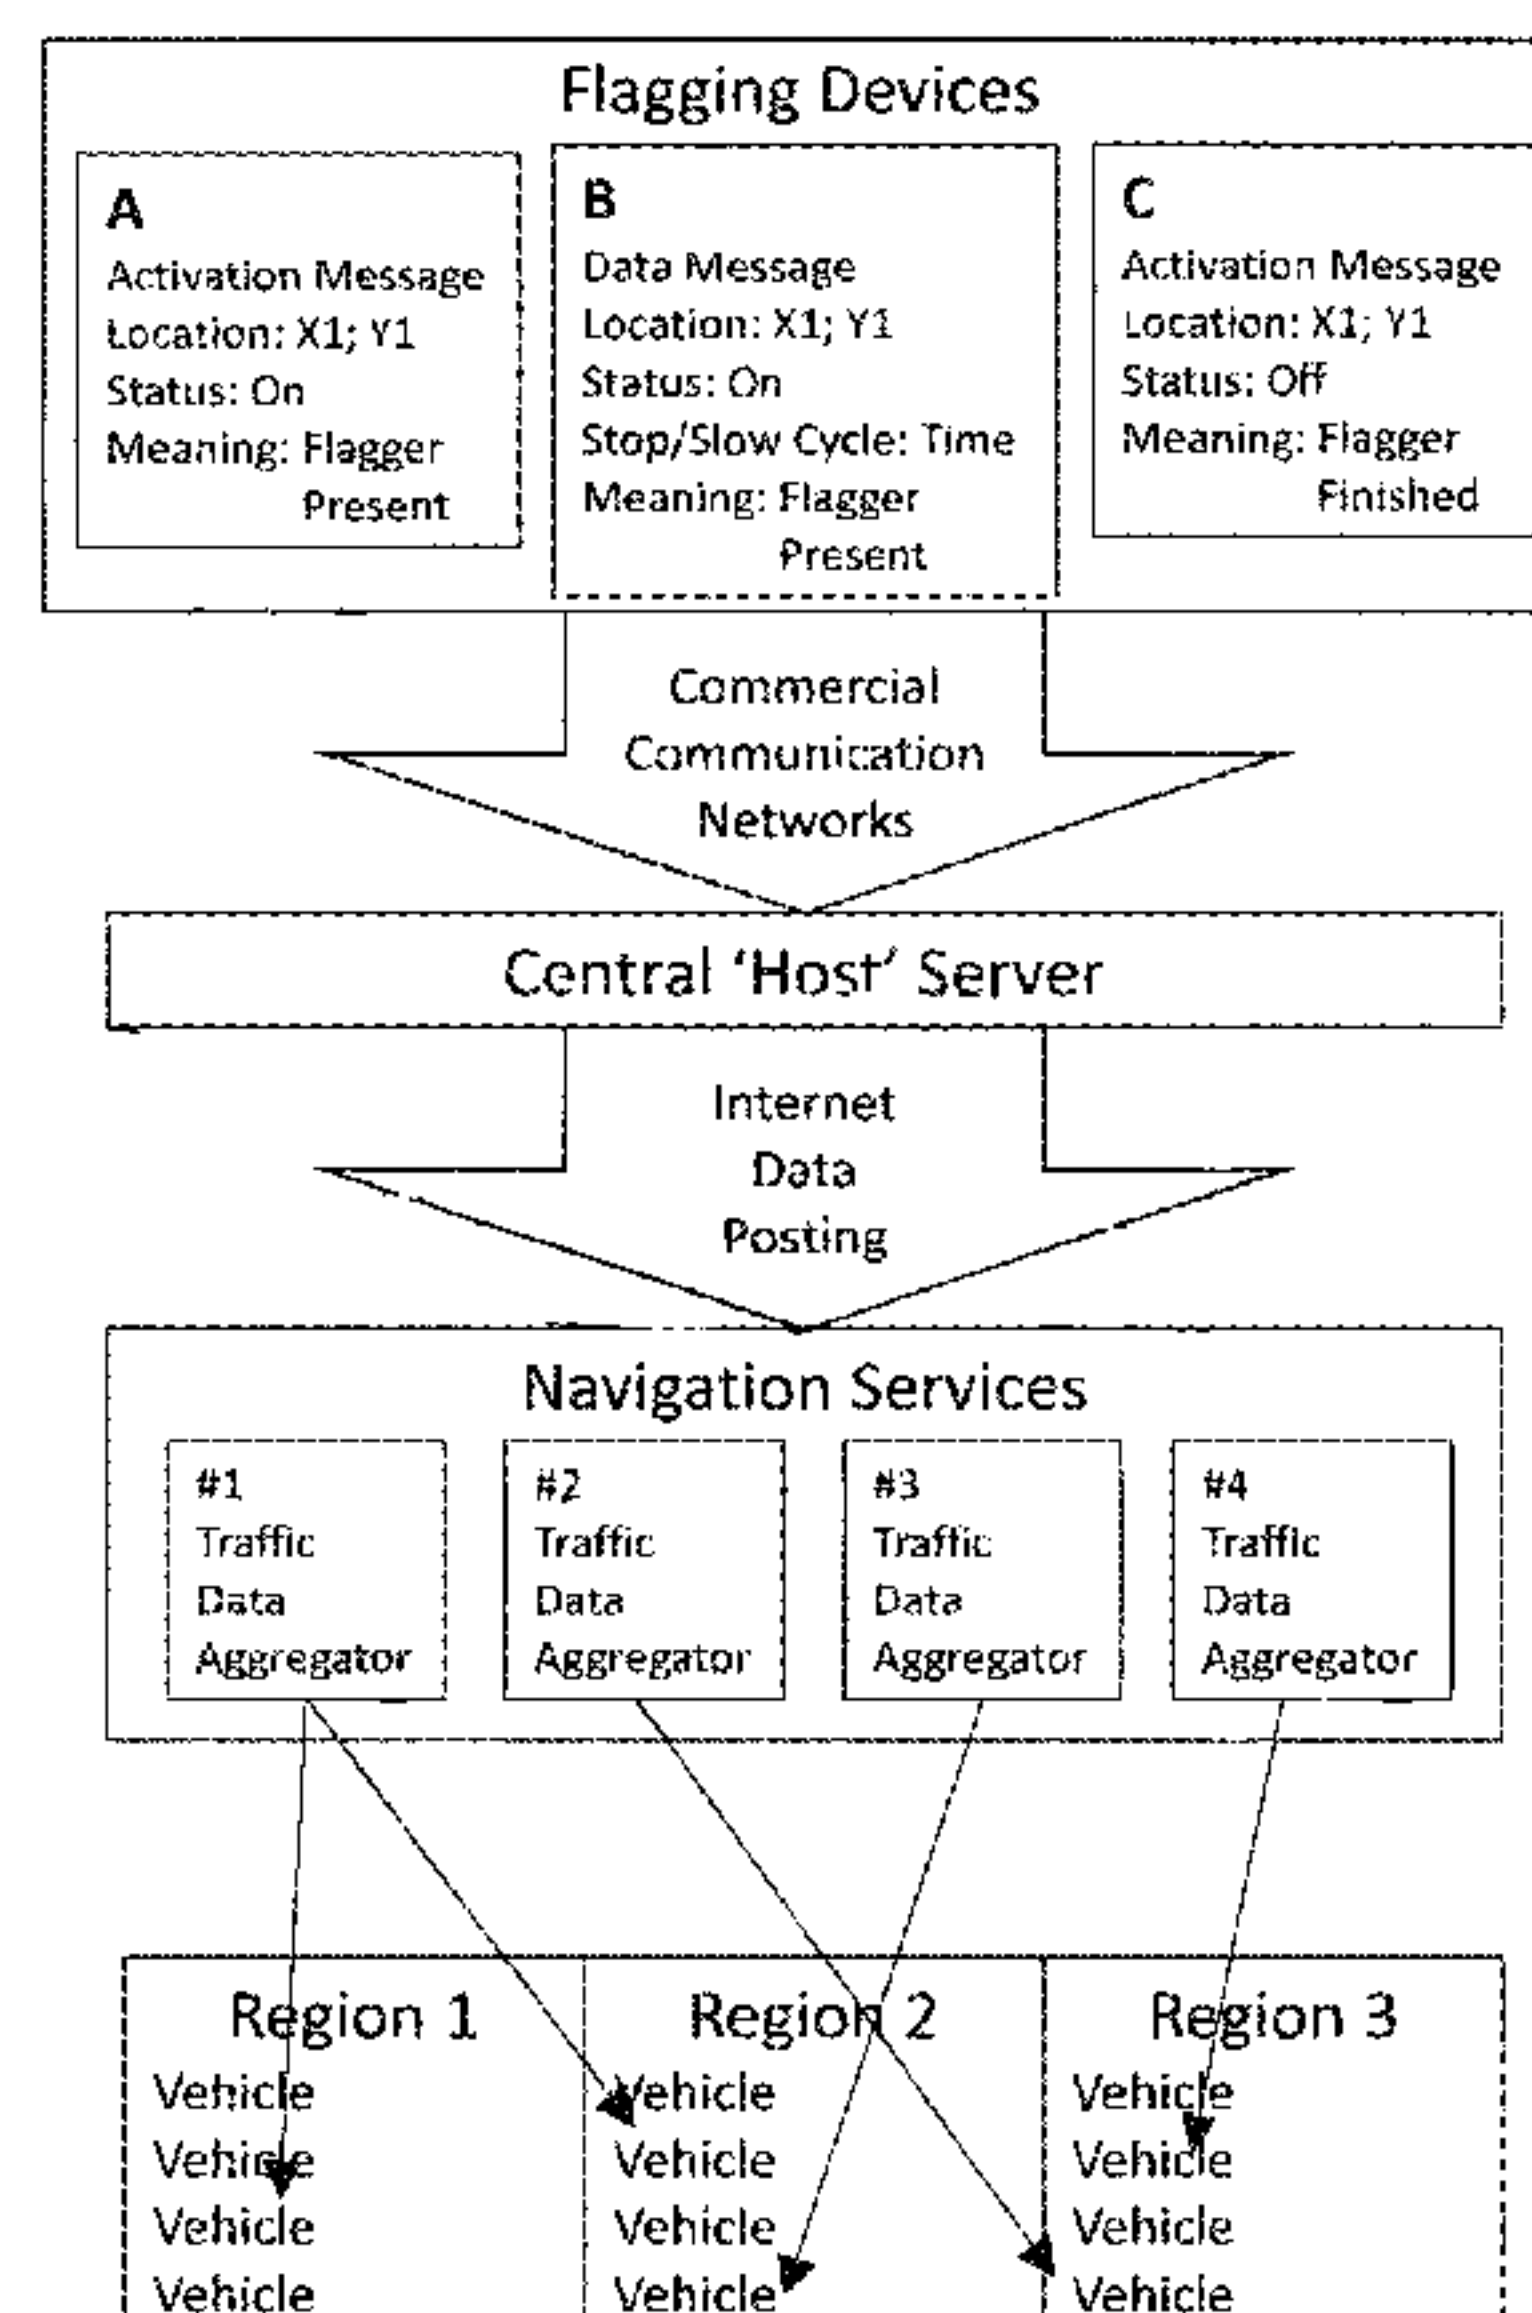 Flagging Devices
A
Activation Message
Location: X1; Y1
Status: On
Meaning: Flagger
Present
B
Data Message
Location: X1; Y1
Status: On
Stop/Slow Cycle: Time
Meaning: Flagger
Present
C
Activation Message
Location: X1; Y1
Status: Off
Meaning: Flagger
Finished
Commercial
Communication
Networks
Central ‘Host’ Server
Internet
Data
Posting
Navigation Services
#1
Traffic
Data
Aggregator
#2
Traffic
Data
Aggregator
#3
Traffic
Data
Aggregator
#4
Traffic
Data
Aggregator
Region 1
Vehicle
Vehicle
Vehicle
Vehicle
Region 2
Vehicle
Vehicle
Vehicle
Vehicle
Region 3
Vehicle
Vehicle
Vehicle
Vehicle